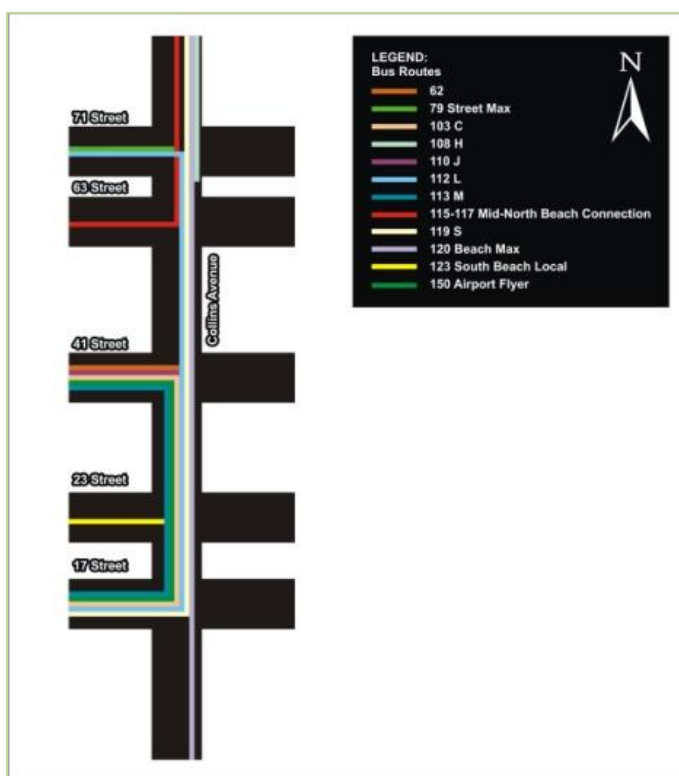 71 Street
63 Street
41 Street
23 Street
17 Street
Collins Avenue
LEGEND:
Bus Routes
62
79 Street Max
103 C
108 H
110 J
112 L
113 M
115-117 Mid-North Beach Connection
119 S
120 Beach Max
123 South Beach Local
150 Airport Flyer
N